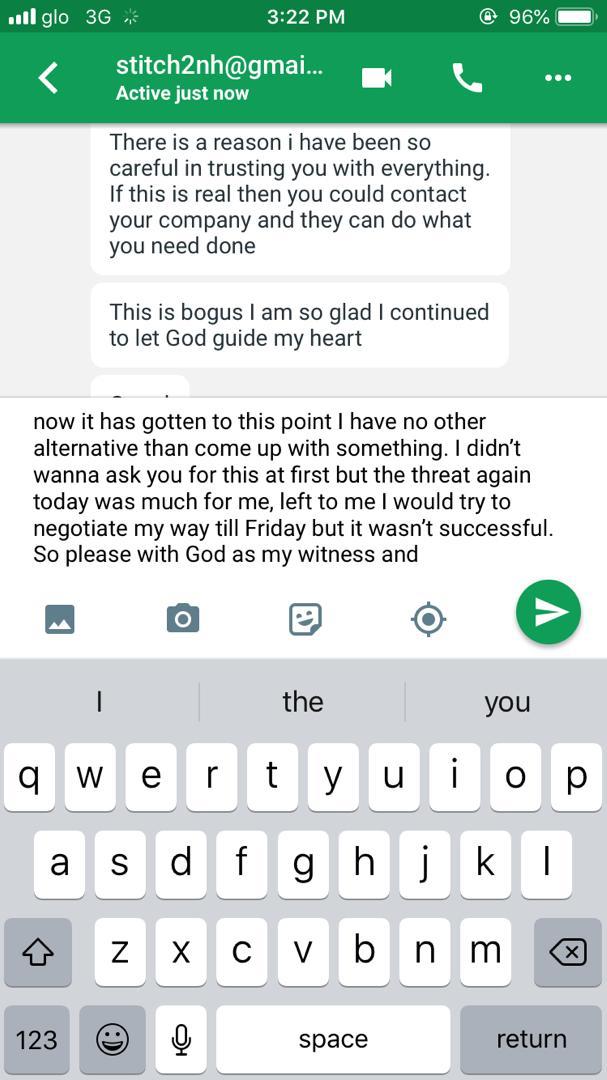 glo 3G 3:22 PM 96%
stitch2nh@gmai...
Active just now
There is a reason i have been so
careful in trusting you with everything.
If this is real then you could contact
your company and they can do what
you need done
This is bogus I am so glad I continued
to let God guide my heart
now it has gotten to this point I have no other
alternative than come up with something. I didn’t
wanna ask you for this at first but the threat again
today was much for me, left to me I would try to
negotiate my way till Friday but it wasn’t successful.
So please with God as my witness and
I the you
q w e r t y u i o p
a s d f g h j k l
z x c v b n m
123 space return